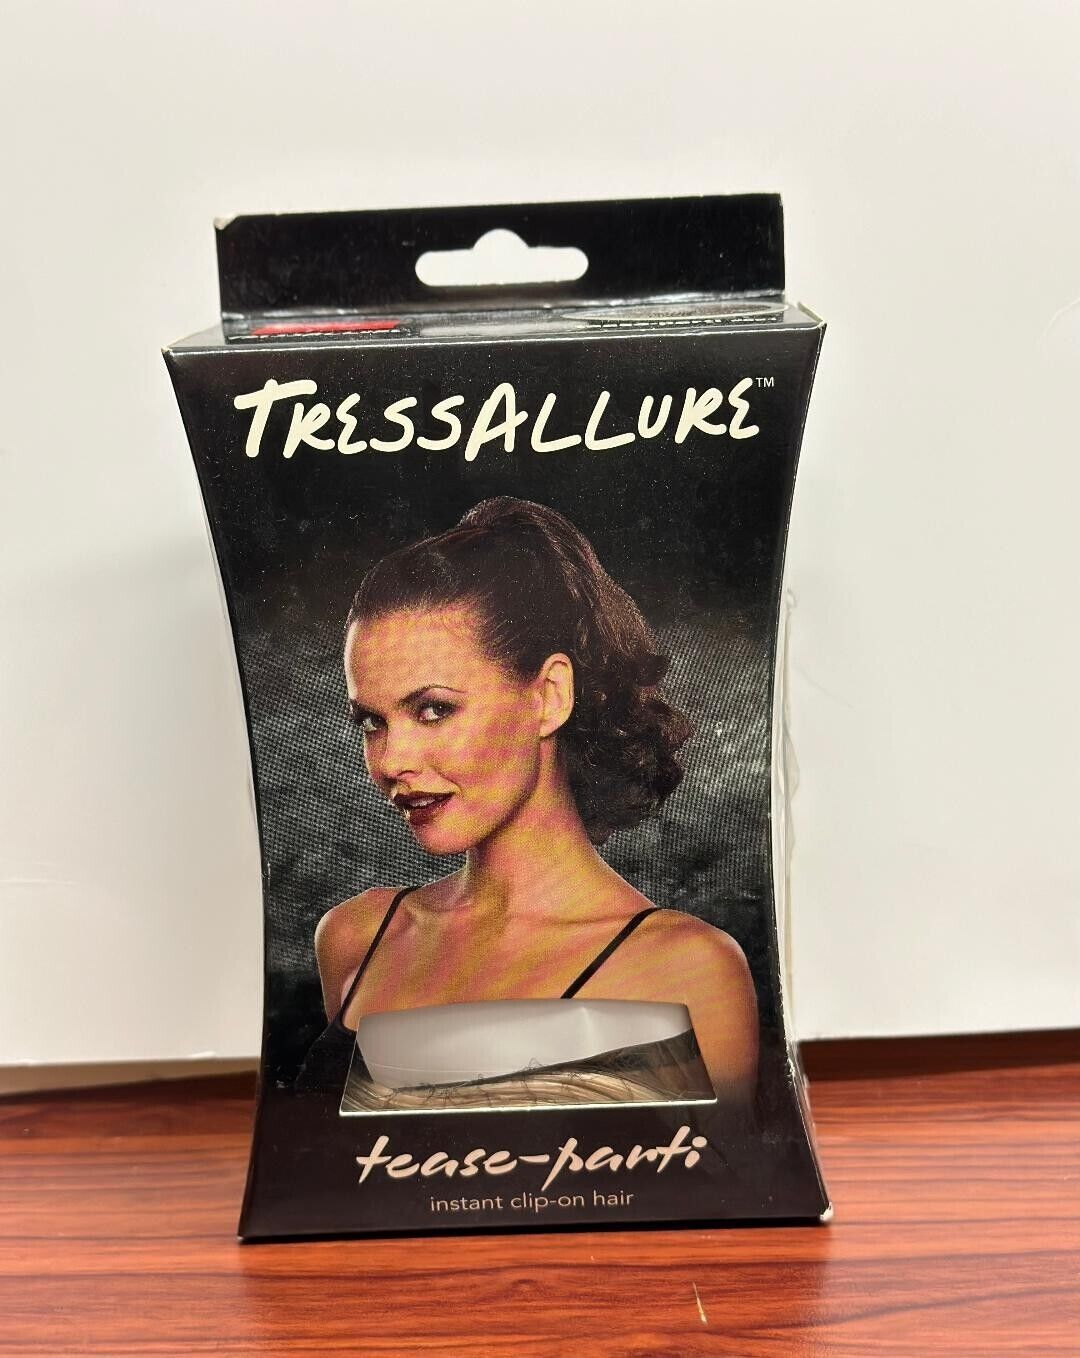 TRESSALLURE™
tease-parti
instant clip-on hair